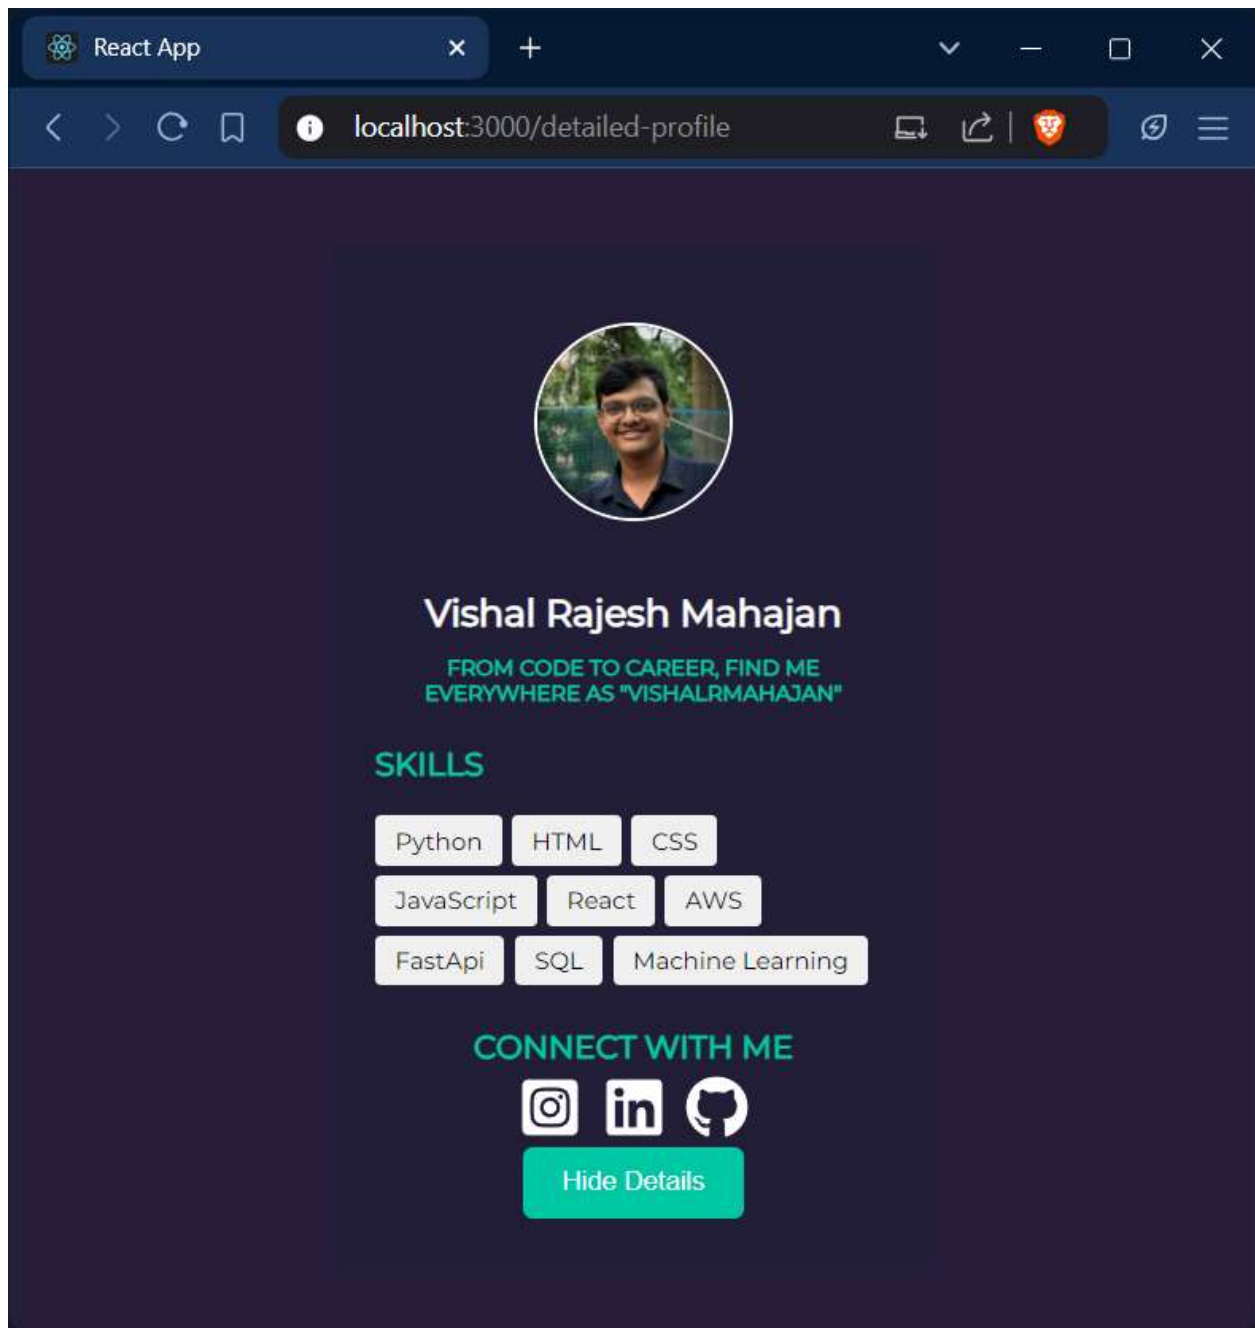 React App
localhost:3000/detailed-profile
Vishal Rajesh Mahajan
FROM CODE TO CAREER, FIND ME
EVERYWHERE AS "VISHALRMAHAJAN"
SKILLS
Python HTML CSS
JavaScript React AWS
FastApi SQL Machine Learning
CONNECT WITH ME
in
Hide Details